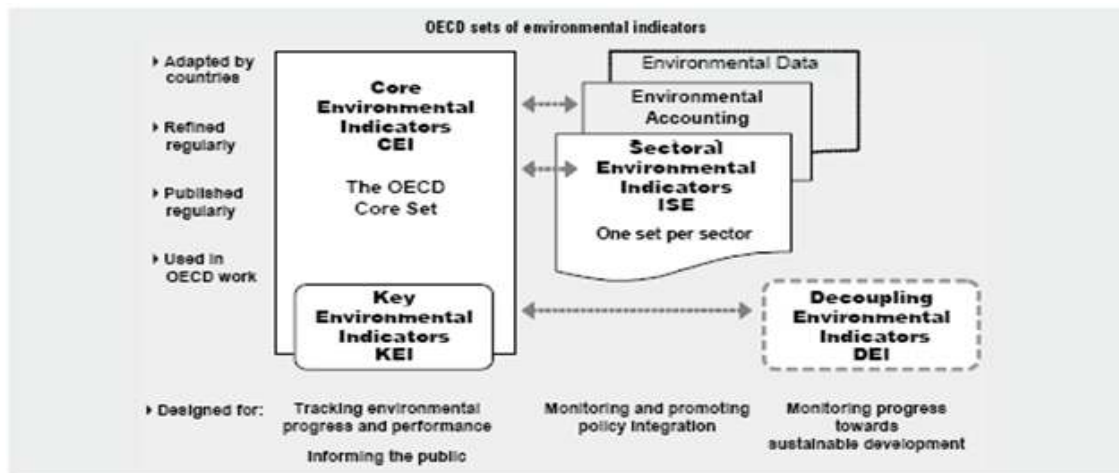 OECD sets of environmental indicators
Adapted by
countries
Refined
regularly
Published
regularly
Used in
OECD work
Core
Environmental
Indicators
CEI
The OECD
Core Set
Key
Environmental
Indicators
KEI
Environmental Data
Environmental
Accounting
Sectoral
Environmental
Indicators
ISE
One set per sector
Decoupling
Environmental
Indicators
DEI
Designed for:
Tracking environmental
progress and performance
Informing the public
Monitoring and promoting
policy integration
Monitoring progress
towards
sustainable development